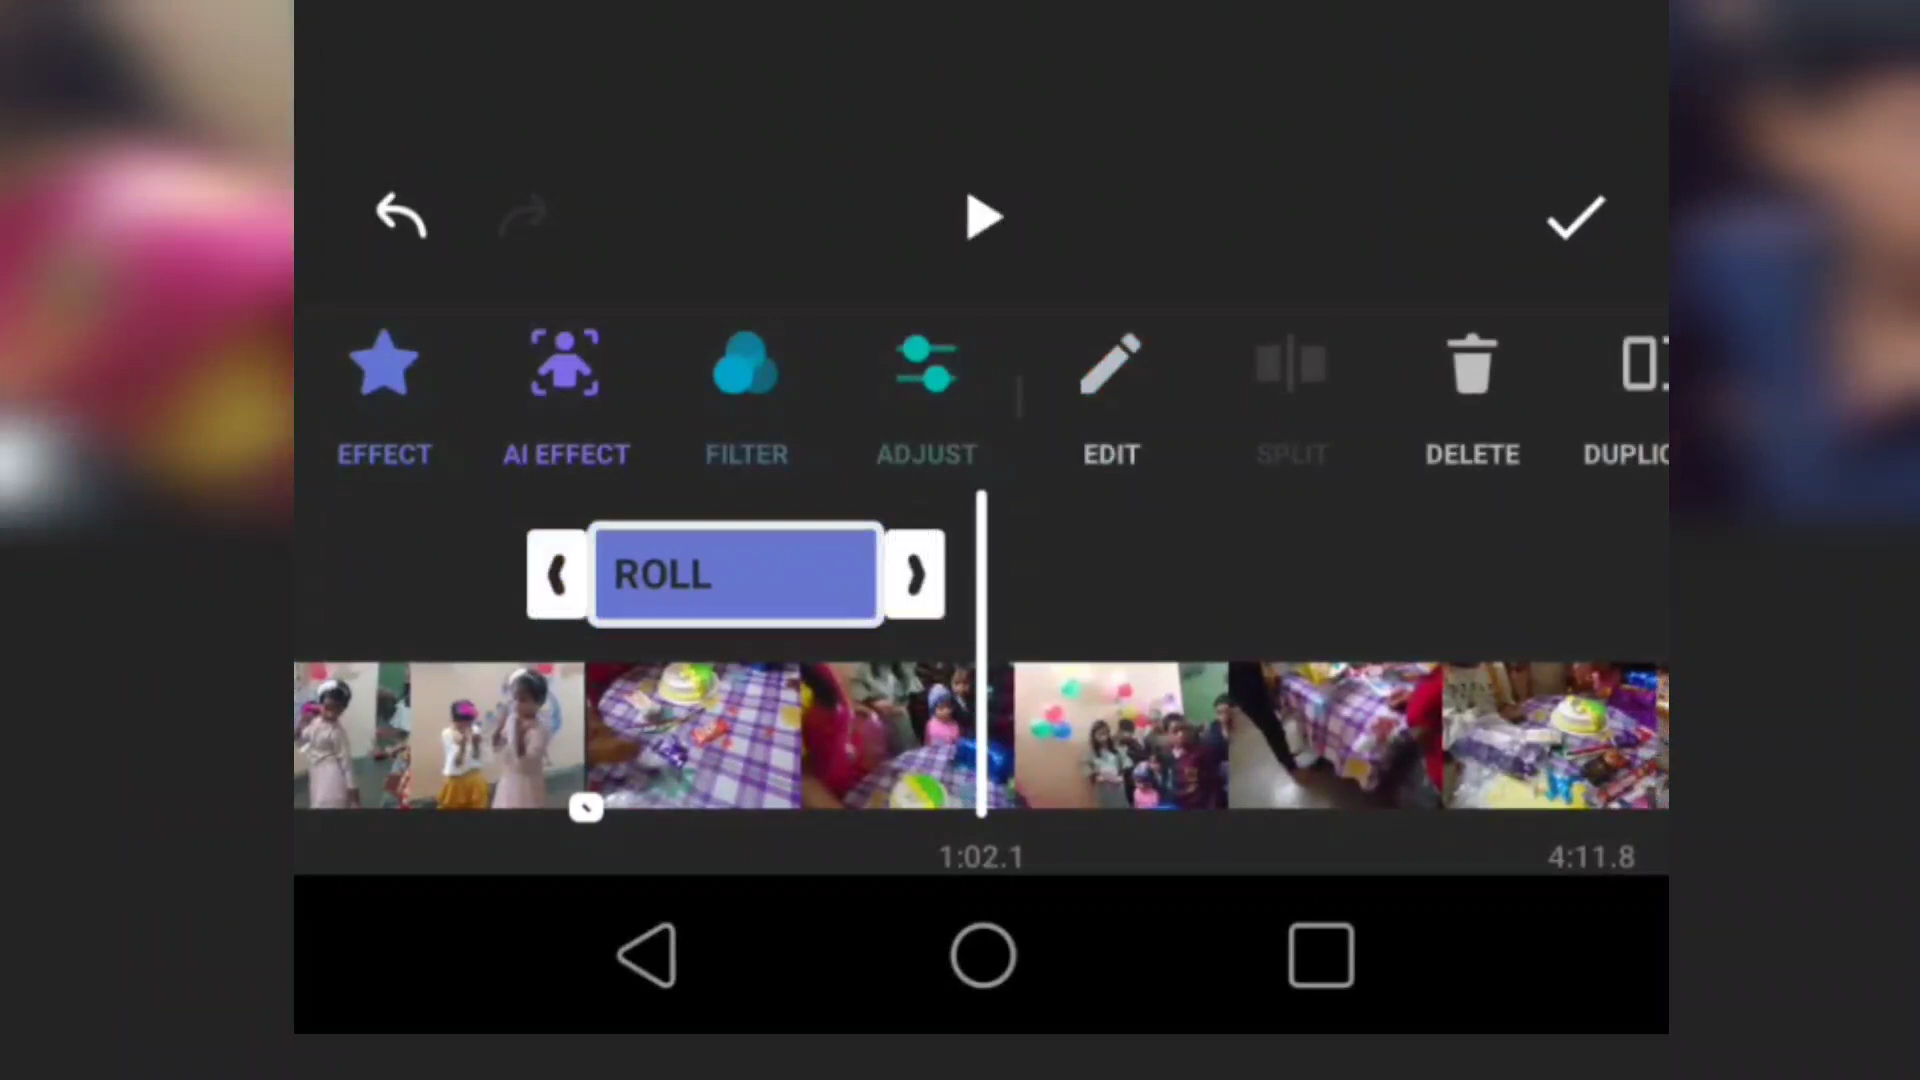 EFFECT AI EFFECT FILTER ADJUST EDIT SPLIT DELETE DUPLIC
ROLL
1:02.1 4:11.8